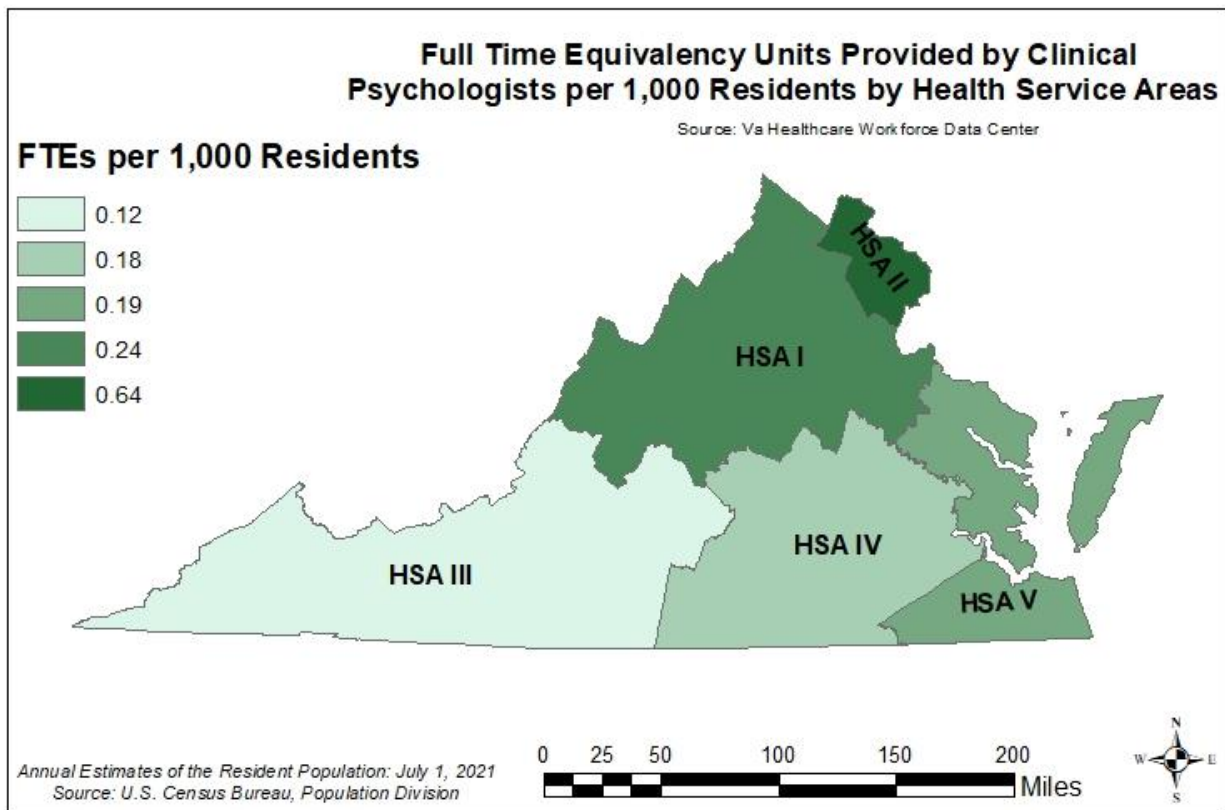 Full Time Equivalency Units Provided by Clinical
Psychologists per 1,000 Residents by Health Service Areas
Source: Va Healthcare Workforce Data Center
FTEs per 1,000 Residents
0.12
0.18
0.19
0.24
0.64
HSA II
HSA I
HSA IV
HSA III
HSA V
0 25 50 100 150 200
Miles
Annual Estimates of the Resident Population: July 1, 2021
Source: U.S. Census Bureau, Population Division
N
W E
S